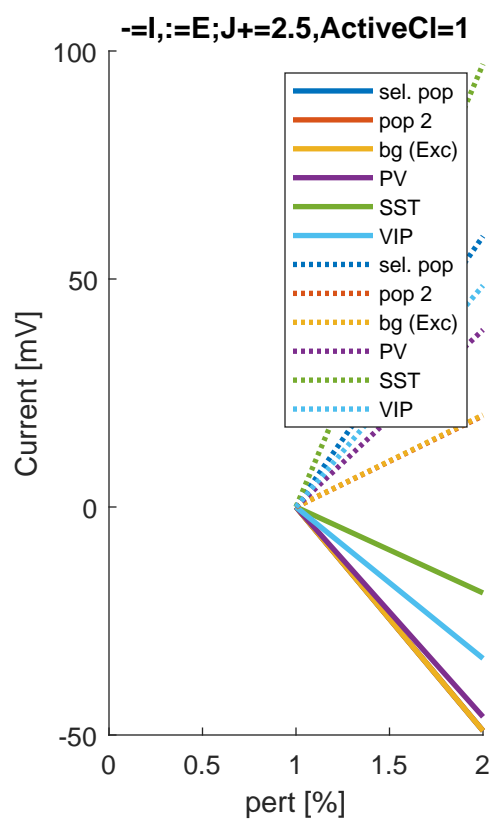 -=I,:=E;J+=2.5,ActiveCI=1
100
50
0
-50
Current [mV]
sel. pop
pop 2
bg (Exc)
PV
SST
VIP
sel. pop
pop 2
bg (Exc)
PV
SST
VIP
0
0.5
1
1.5
2
pert [%]